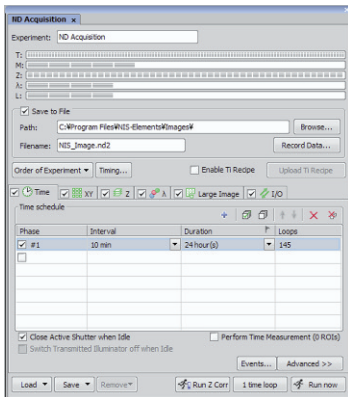 ND Acquisition x
Experiment: ND Acquisition
T:
M:
Z:
λ:
L:
Save to File
Path: C:¥Program Files¥NIS-Elements¥Images¥ Browse...
Filename: NIS_Image.nd2 Record Data...
Order of Experiment Timing... Enable Ti Recipe Upload Ti Recipe
Time XY Z λ Large Image I/O
Time schedule
Phase Interval Duration Loops
#1 10 min 24 hour(s) 145
Close Active Shutter when Idle Perform Time Measurement (0 ROIs)
Switch Transmitted Illuminator off when Idle
Events... Advanced >>
Load Save Remove Run Z Corr 1 time loop Run now